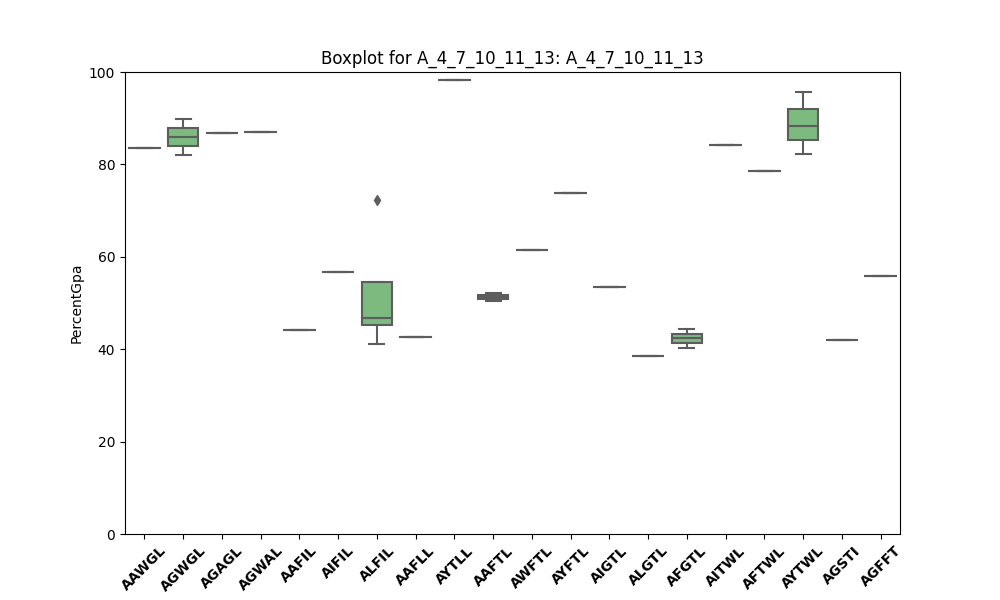 Boxplot for A_4_7_10_11_13: A_4_7_10_11_13
PercentGpa
100
80
60
40
20
0
AAWGL
AGWGL
AGAGL
AGWAL
AAFIL
AIFIL
ALFIL
AAFLL
AYTLL
AAFTL
AWFTL
AYFTL
AIGTL
ALGTL
AFGTL
AITWL
AFTWL
AYTWL
AGSTI
AGFFT